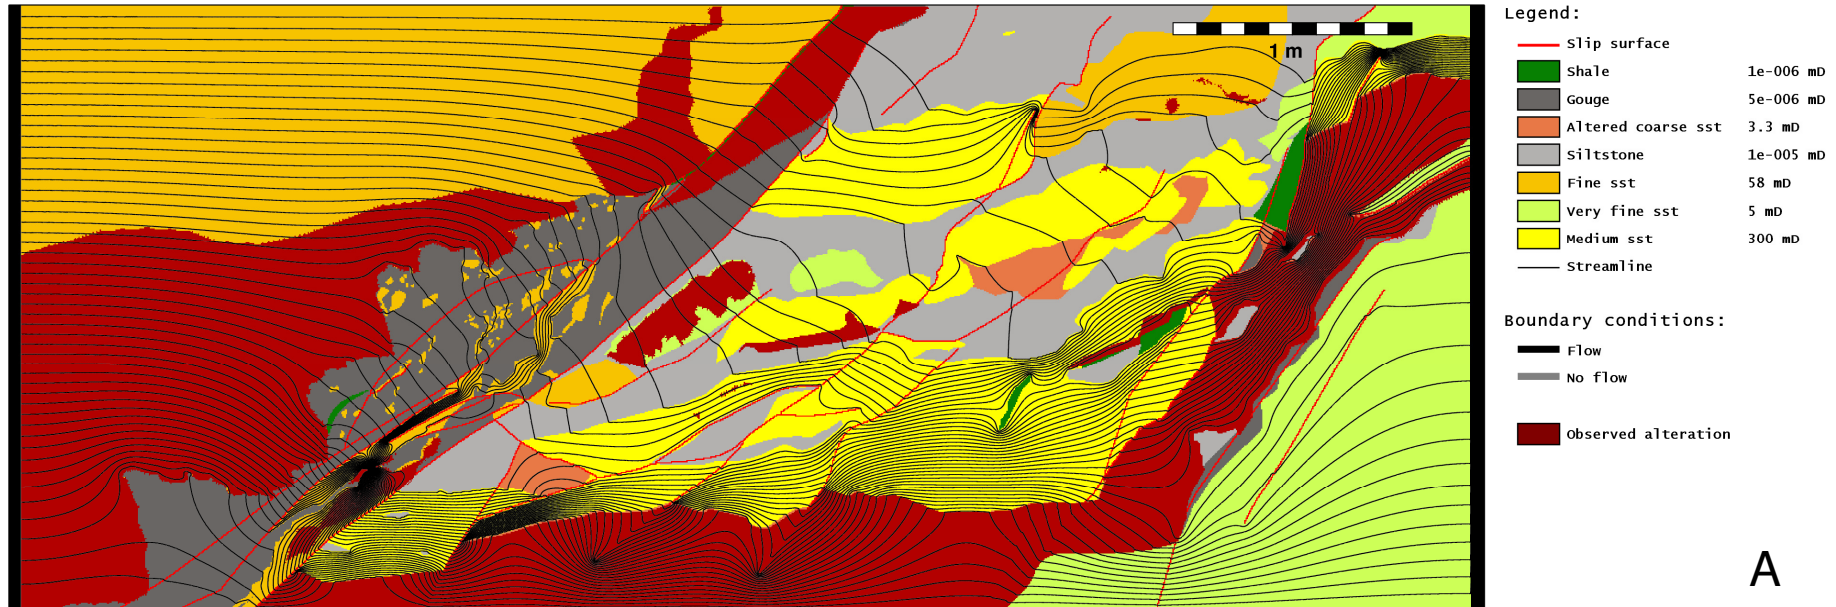 1 m
Legend:
Slip surface
Shale 1e-006 mD
Gouge 5e-006 mD
Altered coarse sst 3.3 mD
Siltstone 1e-005 mD
Fine sst 58 mD
Very fine sst 5 mD
Medium sst 300 mD
Streamline
Boundary conditions:
Flow
No flow
Observed alteration
A